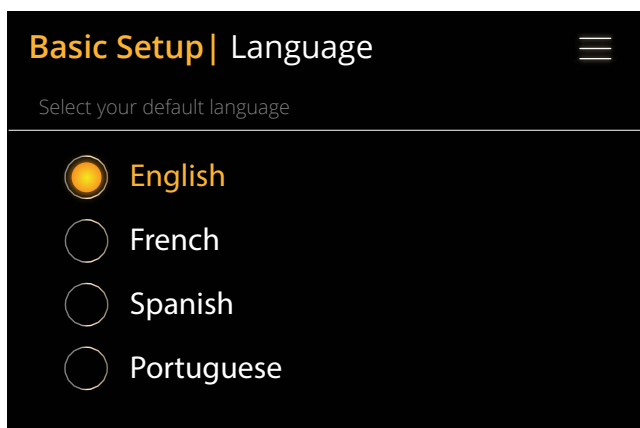 Basic Setup| Language
Select your default language
English
French
Spanish
Portuguese